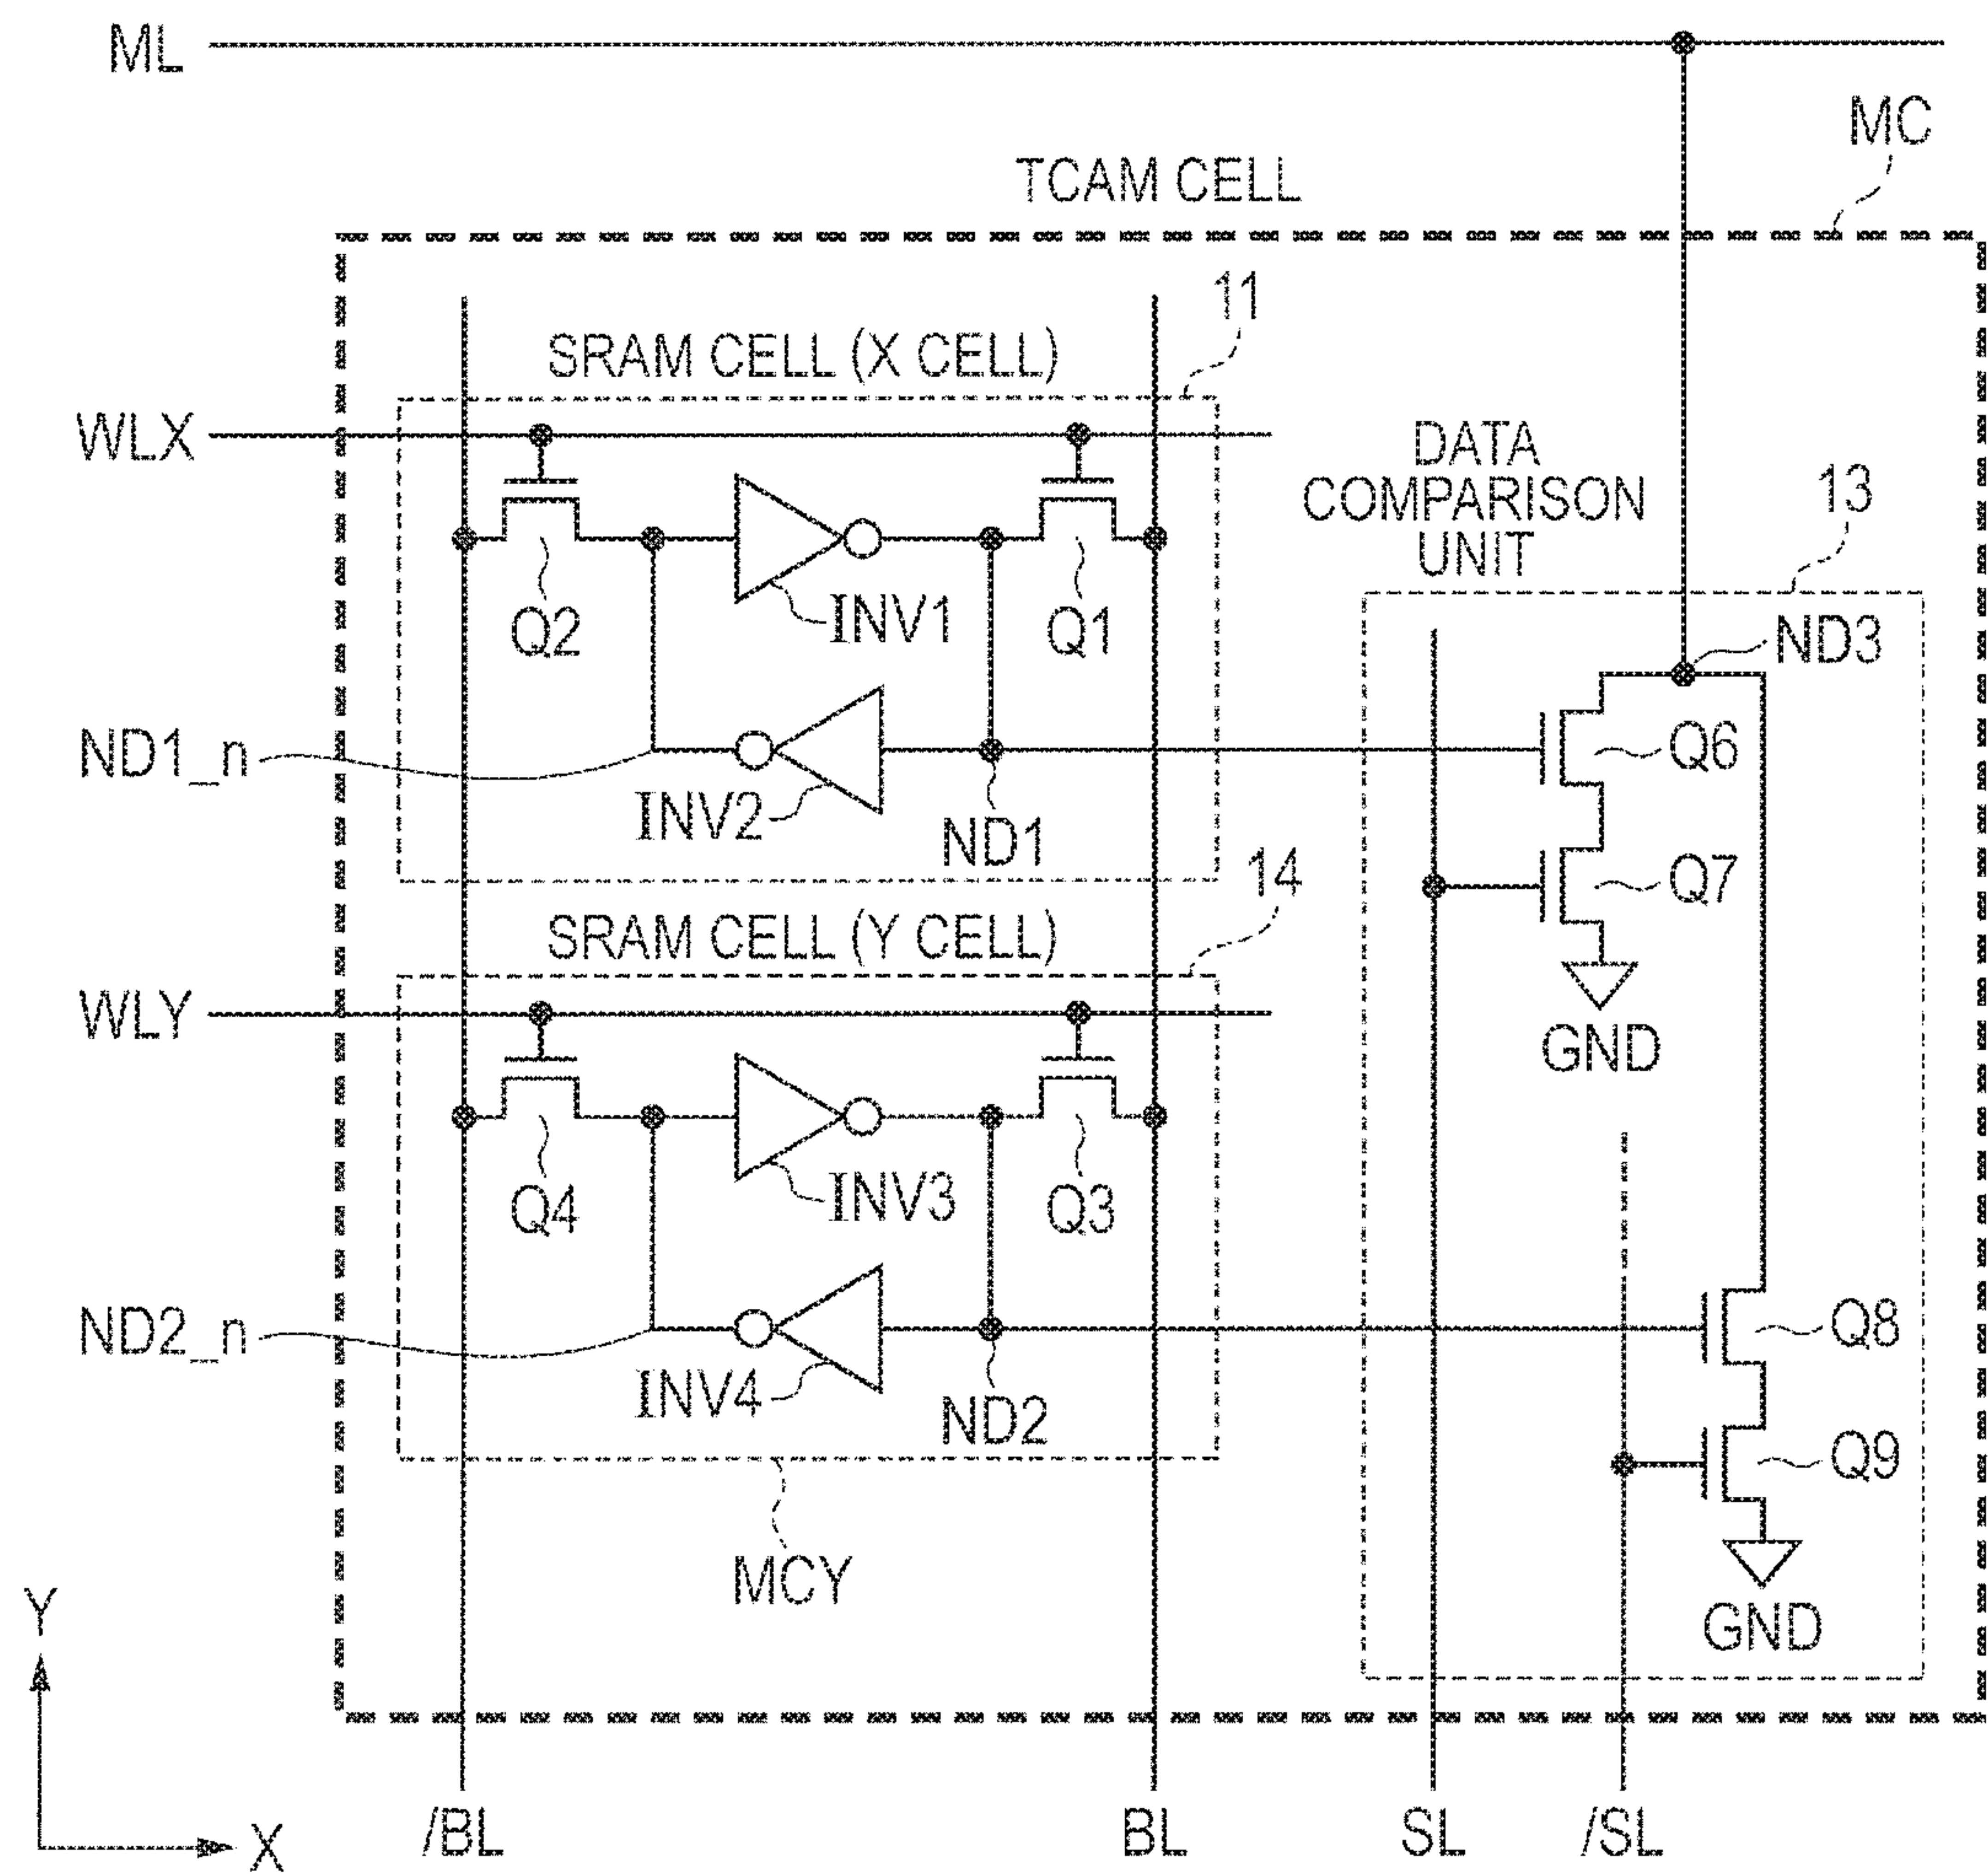 ML
MC
TCAM CELL
11
SRAM CELL (X CELL)
WLX
DATA
COMPARISON
UNIT
13
Q2
INV1
Q1
ND3
ND1_n
INV2
ND1
Q6
14
Q7
SRAM CELL (Y CELL)
WLY
GND
Q4
INV3
Q3
ND2_n
INV4
ND2
Q8
Q9
MCY
GND
Y
X
/BL
BL
SL
/SL